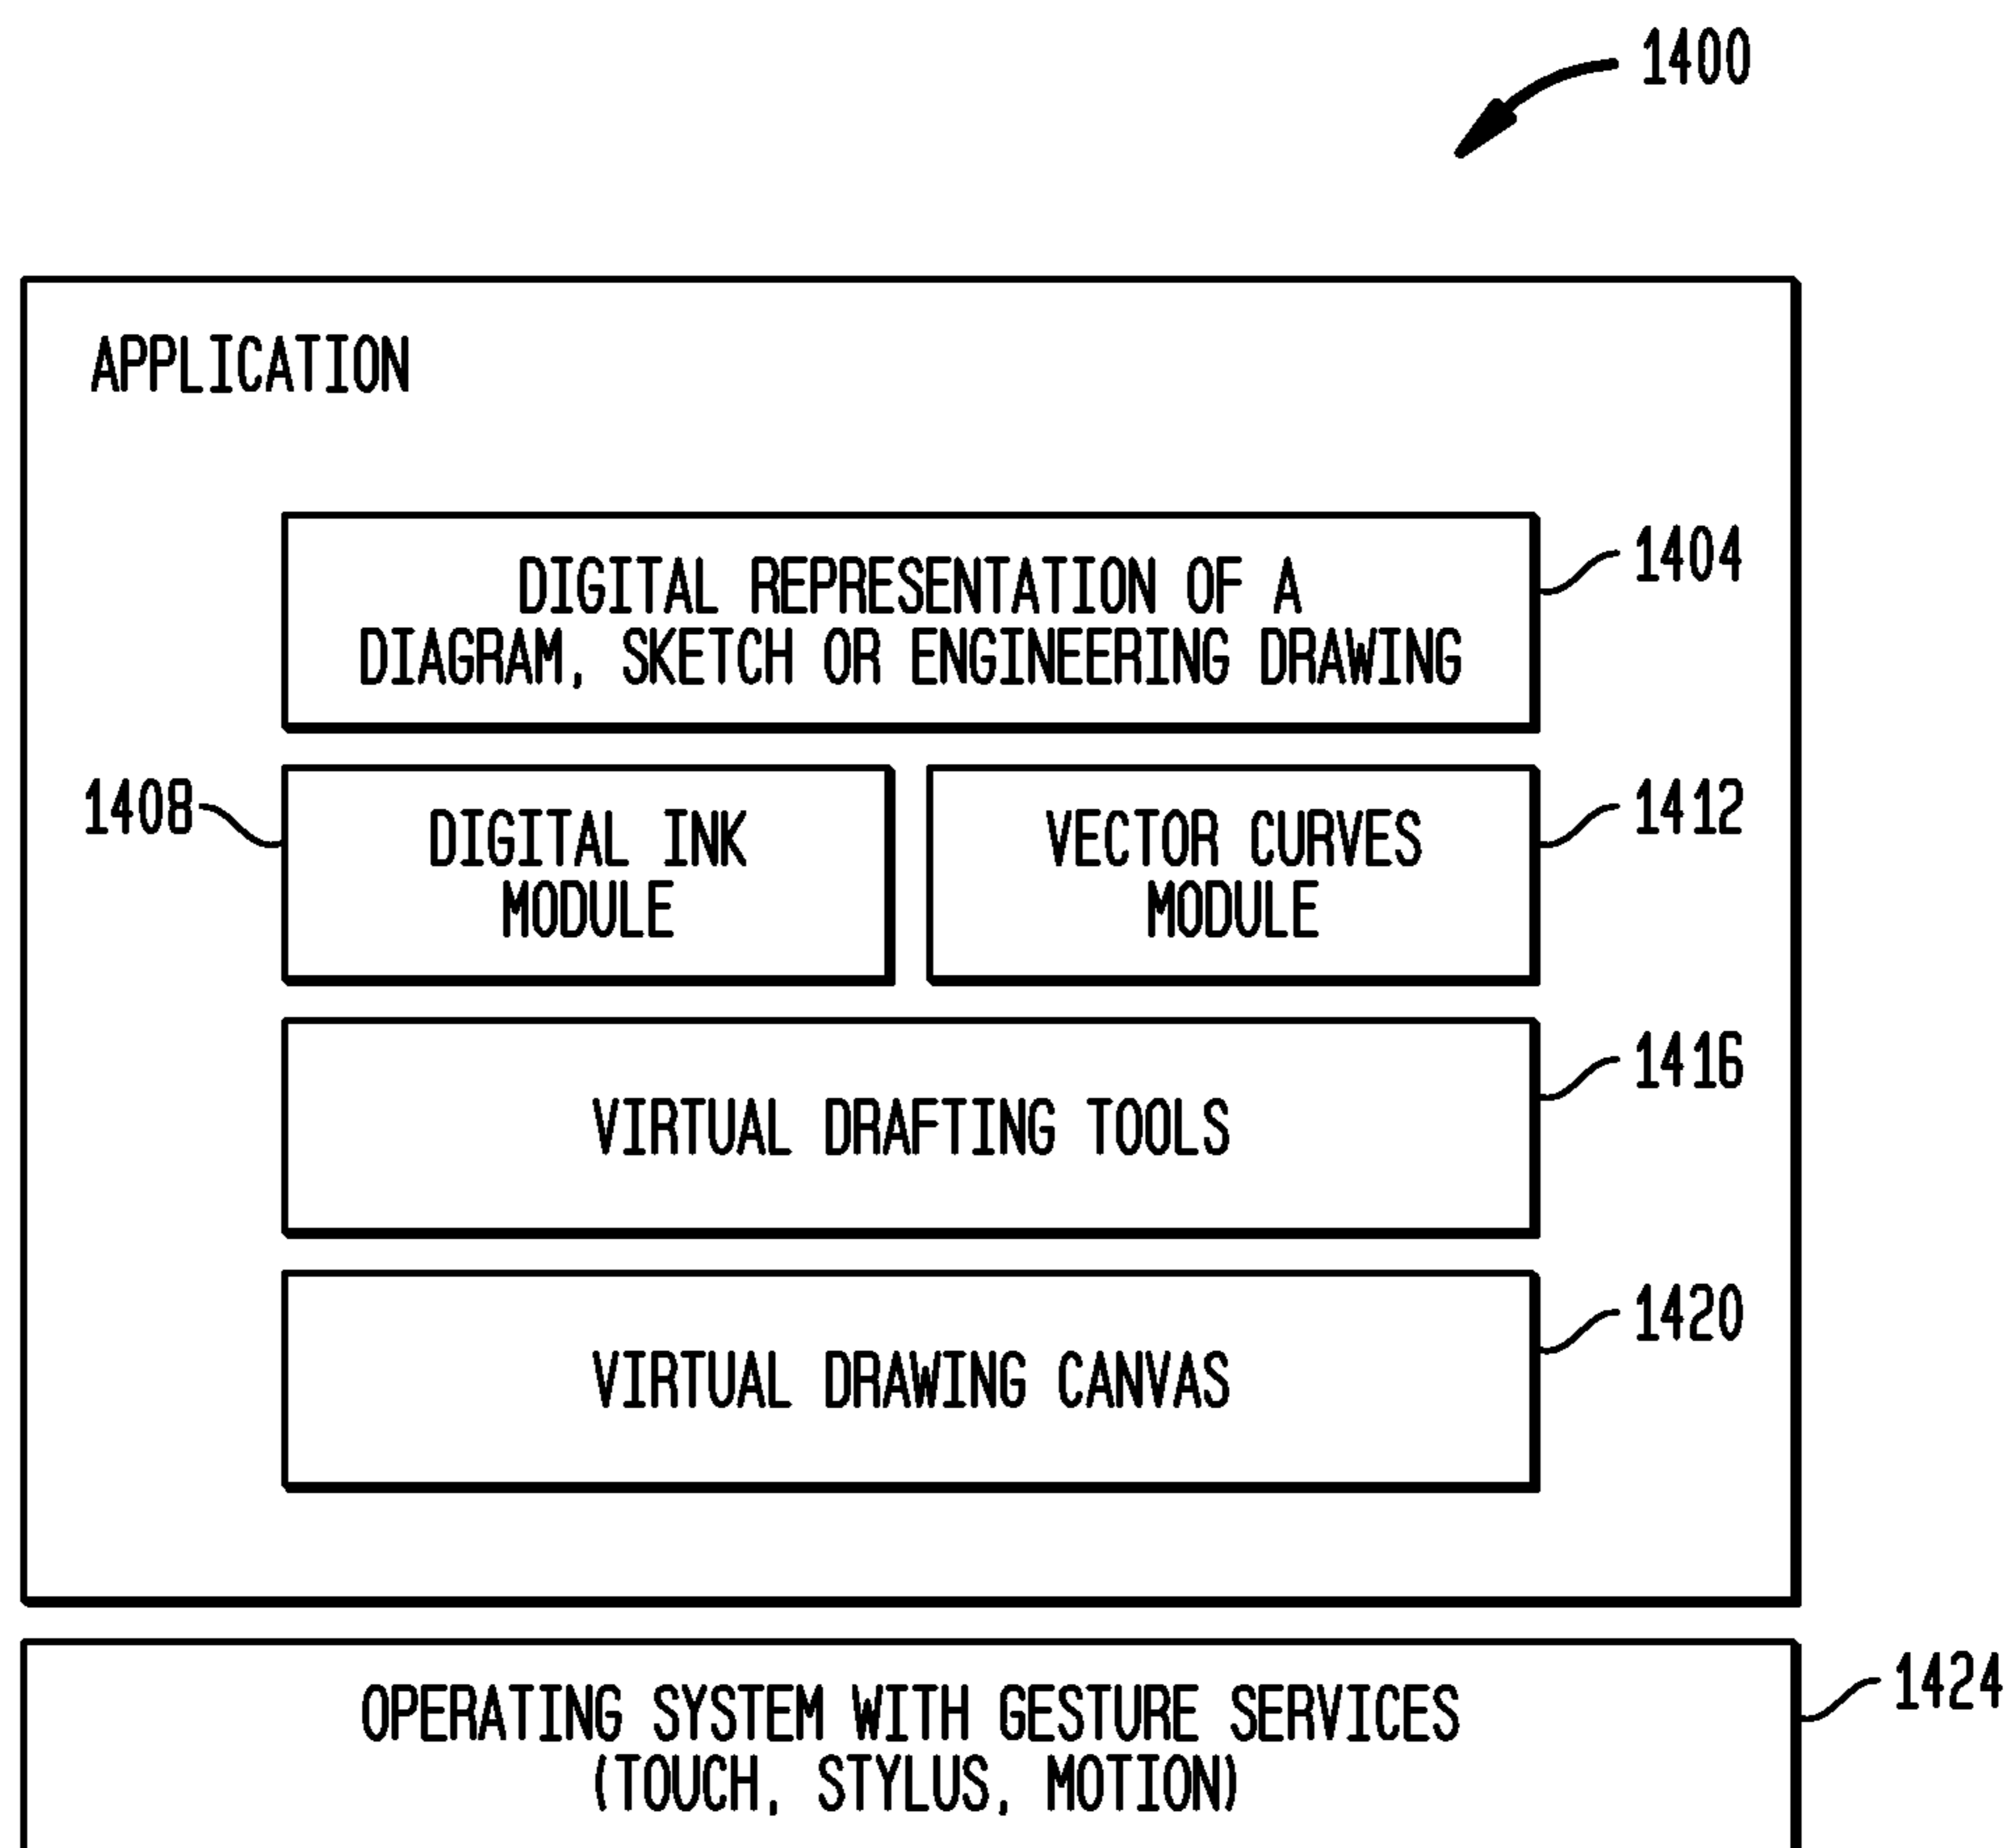 1400
APPLICATION
DIGITAL REPRESENTATION OF A
DIAGRAM, SKETCH OR ENGINEERING DRAWING
1404
1408
DIGITAL INK
MODULE
VECTOR CURVES
MODULE
1412
VIRTUAL DRAFTING TOOLS
1416
VIRTUAL DRAWING CANVAS
1420
OPERATING SYSTEM WITH GESTURE SERVICES
(TOUCH, STYLUS, MOTION)
1424